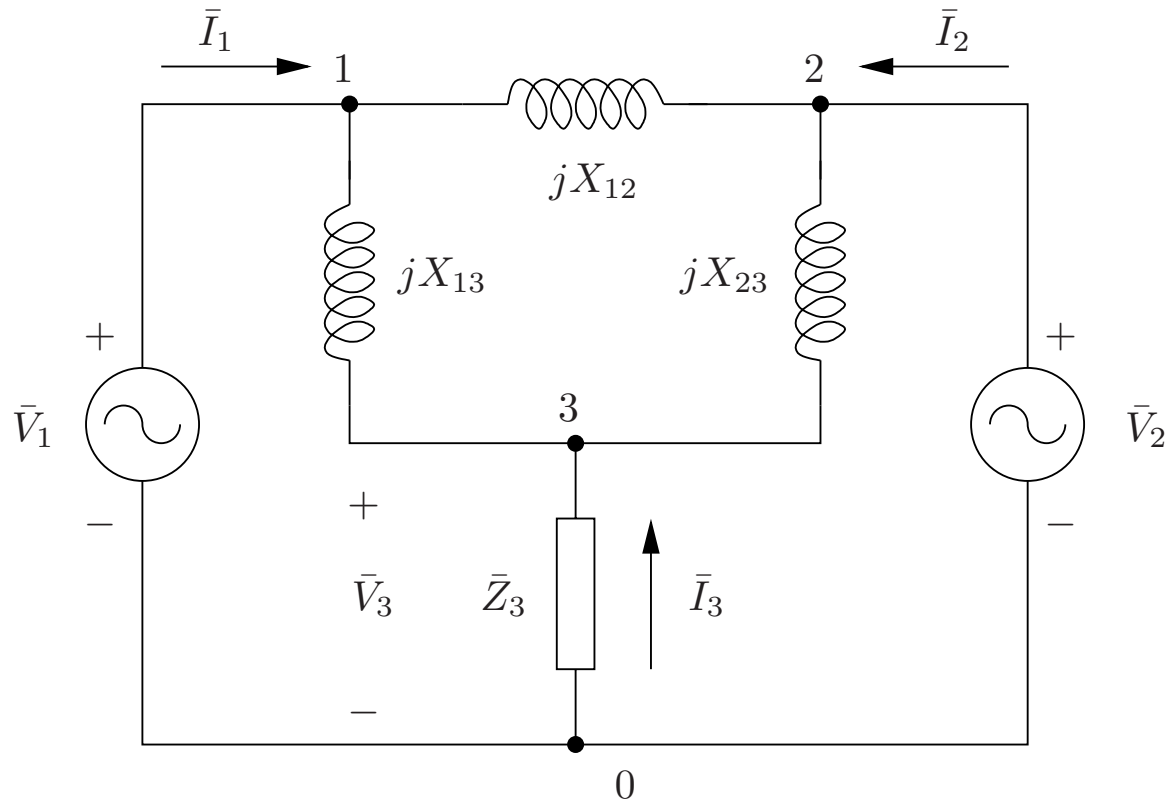 Ī₁
Ī₂
1
2
jX₁₂
jX₁₃
jX₂₃
+
+
V̄₁
V̄₂
3
−
+
−
V̄₃
Z̄₃
Ī₃
−
0